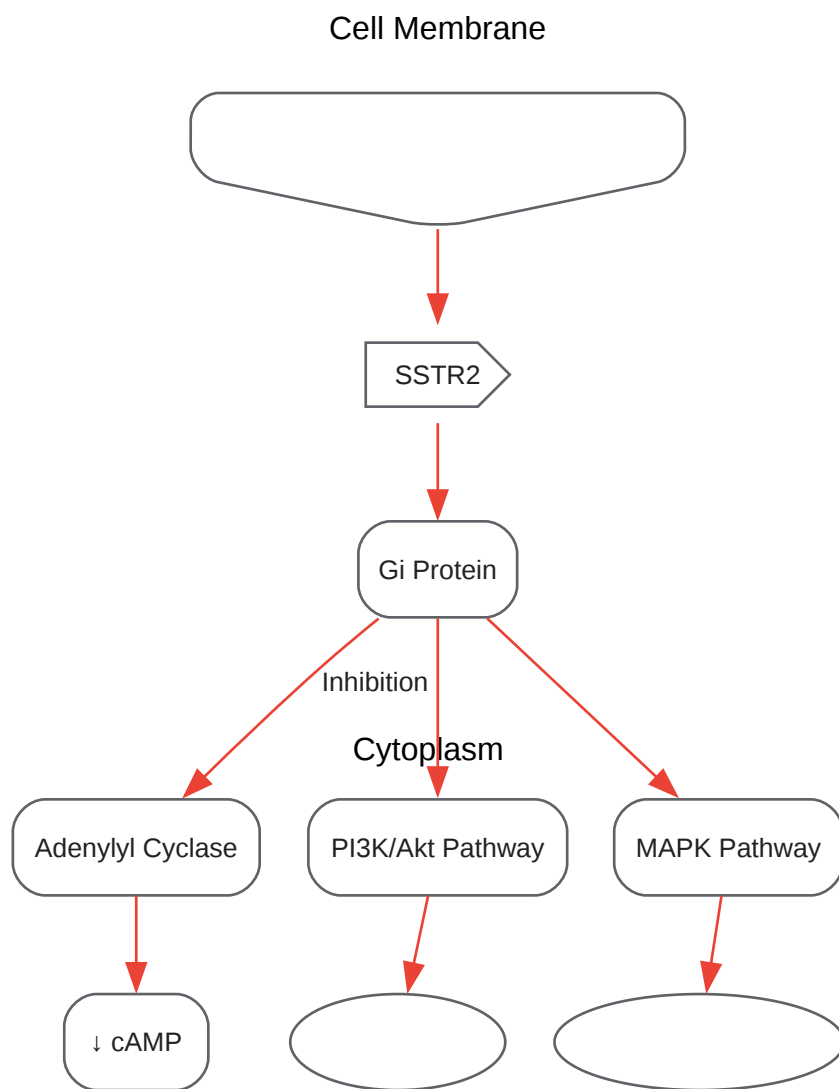 Cell Membrane
SSTR2
Gi Protein
Inhibition
Cytoplasm
Adenylyl Cyclase
PI3K/Akt Pathway
MAPK Pathway
↓ cAMP